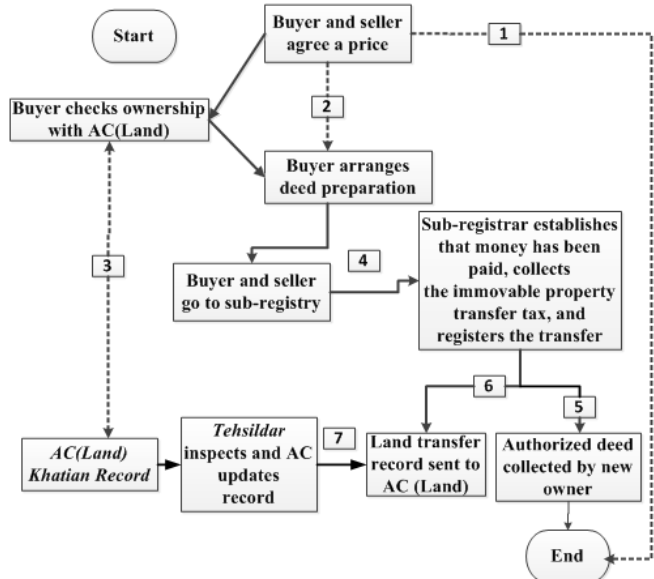 Start
Buyer and seller
agree a price
1
2
Buyer checks ownership
with AC(Land)
Buyer arranges
deed preparation
3
Buyer and seller
go to sub-registry
4
Sub-registrar establishes
that money has been
paid, collects
the immovable property
transfer tax, and
registers the transfer
6
5
AC(Land)
Khatian Record
Tehsildar
inspects and AC
updates
record
7
Land transfer
record sent to
AC (Land)
Authorized deed
collected by new
owner
End